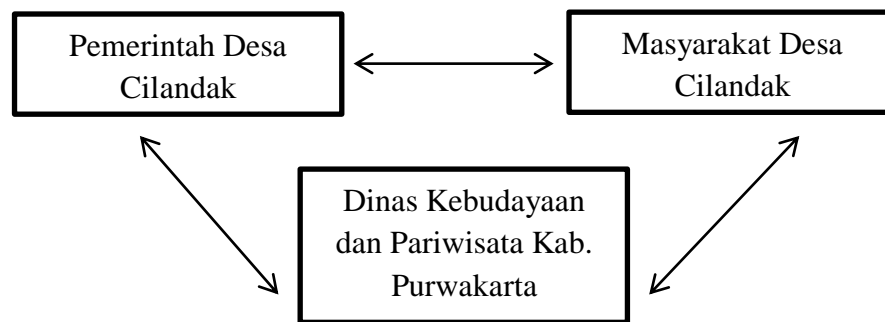 Pemerintah Desa
Cilandak
Masyarakat Desa
Cilandak
Dinas Kebudayaan
dan Pariwisata Kab.
Purwakarta